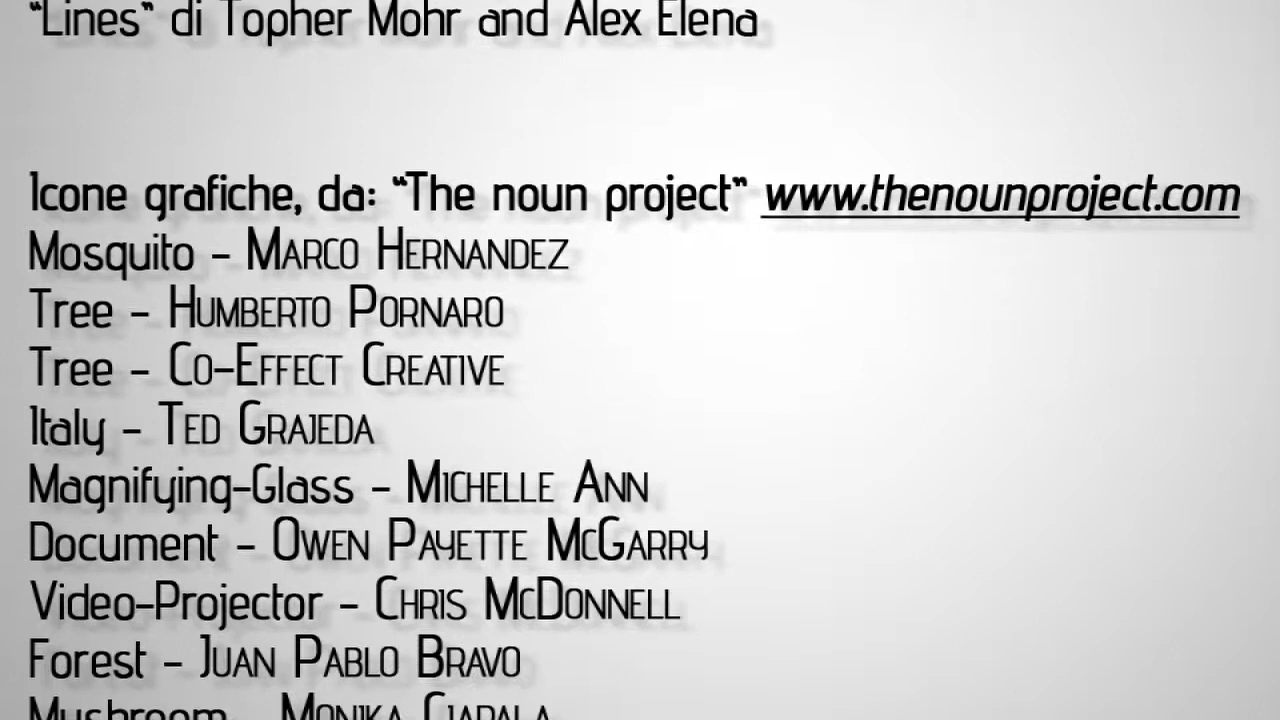 "Lines" di Topher Mohr and Alex Elena
Icone grafiche, da: "The noun project" www.thenounproject.com
Mosquito - MARCO HERNANDEZ
Tree - HUMBERTO PORNARO
Tree - CO-EFFECT CREATIVE
Italy - TED GRAJEDA
Magnifying-Glass - MICHELLE ANN
Document - OWEN PAYETTE MCGARRY
Video-Projector - CHRIS MCDONNELL
Forest - JUAN PABLO BRAVO
Mushroom - MONIKA